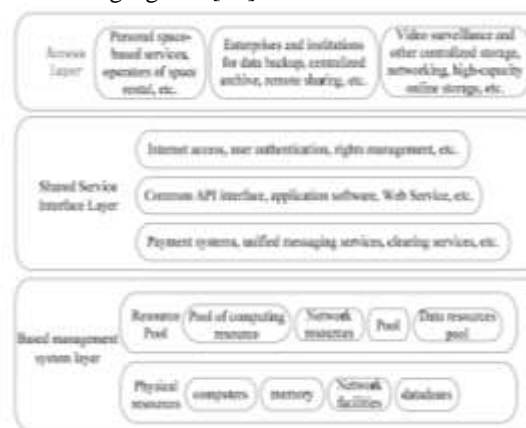 Access Layer
Personal space-based services, operators of space rental, etc.
Enterprises and institutions for data backup, centralized archive, remote sharing, etc.
Video surveillance and other centralized storage, networking, high-capacity online storage, etc.
Shared Service Interface Layer
Internet access, user authentication, rights management, etc.
Common API interface, application software, Web Service, etc.
Payment systems, unified messaging services, clearing services, etc.
Based management system layer
Resource Pool
Pool of computing resource
Network resources
Pool
Data resources pool
Physical resources
computers
memory
Network facilities
databases